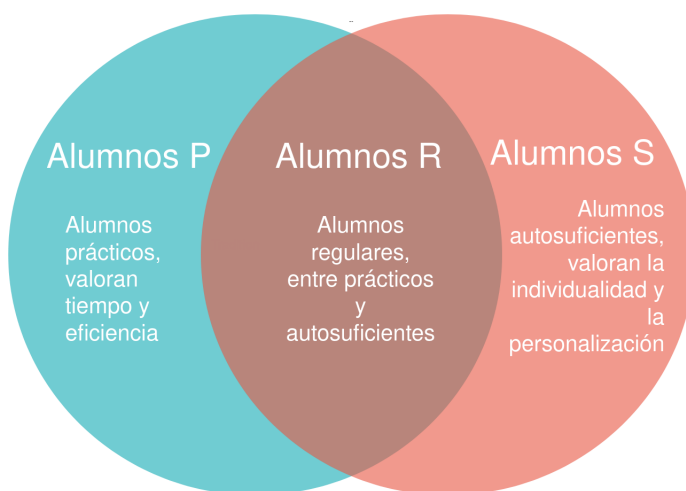 Alumnos P
Alumnos
prácticos,
valoran
tiempo y
eficiencia
Alumnos R
Alumnos
regulares,
entre prácticos
y
autosuficientes
Alumnos S
Alumnos
autosuficientes,
valoran la
individualidad y
la
personalización